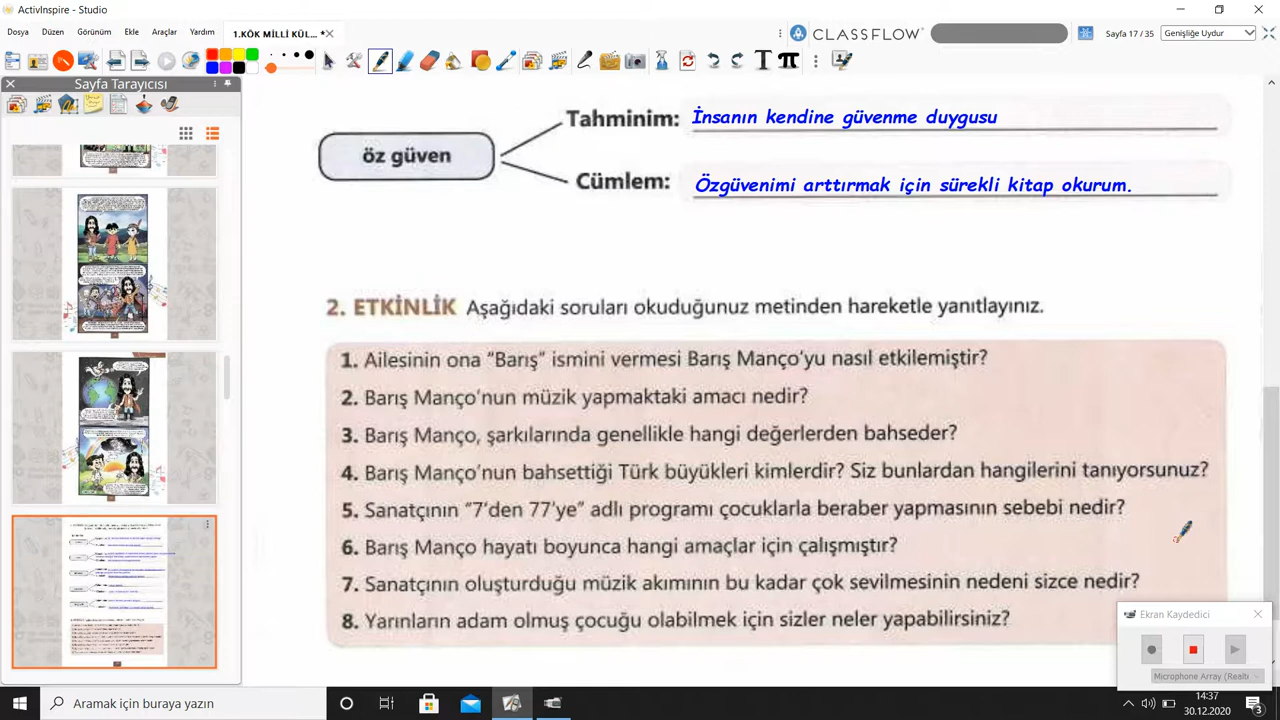 ActivInspire - Studio
Dosya Düzen Görünüm Ekle Araçlar Yardım 1.KÖK MİLLİ KÜL... *
CLASSFLOW
Sayfa 17 / 35
Genişliğe Uydur
Sayfa Tarayıcısı
Tahminim: İnsanın kendine güvenme duygusu
öz güven
Cümlem: Özgüvenimi arttırmak için sürekli kitap okurum.
2. ETKİNLİK Aşağıdaki soruları okuduğunuz metinden hareketle yanıtlayınız.
1. Ailesinin ona “Barış” ismini vermesi Barış Manço’yu nasıl etkilemiştir?
2. Barış Manço’nun müzik yapmaktaki amacı nedir?
3. Barış Manço, şarkılarında genellikle hangi değerlerden bahseder?
4. Barış Manço’nun bahsettiği Türk büyükleri kimlerdir? Siz bunlardan hangilerini tanıyorsunuz?
5. Sanatçının “7’den 77’ye” adlı programı çocuklarla beraber yapmasının sebebi nedir?
6. Barış Manço hayatı boyunca hangi amaçlar için çalışmıştır?
7. Sanatçının oluşturduğu müzik akımının bu kadar çok sevilmesinin nedeni sizce nedir?
8. Yarınların adam olmuş çocuğu olabilmek için sizler neler yapabilirsiniz?
Ekran Kaydedici
Microphone Array (Realt
Aramak için buraya yazın
14:37
30.12.2020
3